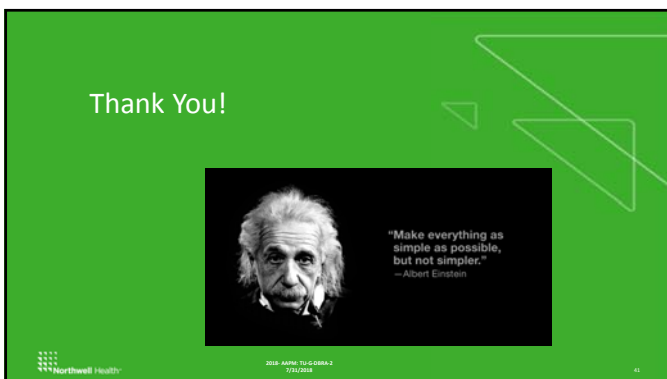 Thank You!
“Make everything as
simple as possible,
but not simpler.”
—Albert Einstein
Northwell Health
2018- AAPM: TU-G-DBRA-2
7/31/2018
41